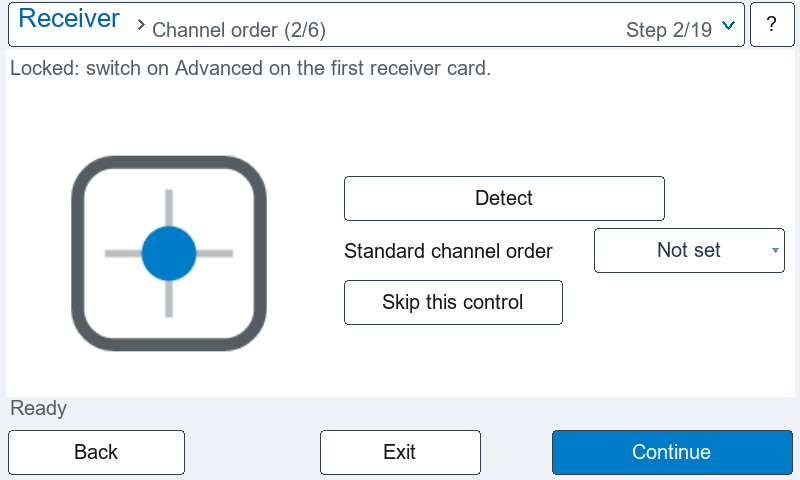 Receiver › Channel order (2/6) Step 2/19 ?
Locked: switch on Advanced on the first receiver card.
Detect
Standard channel order Not set
Skip this control
Ready
Back Exit Continue